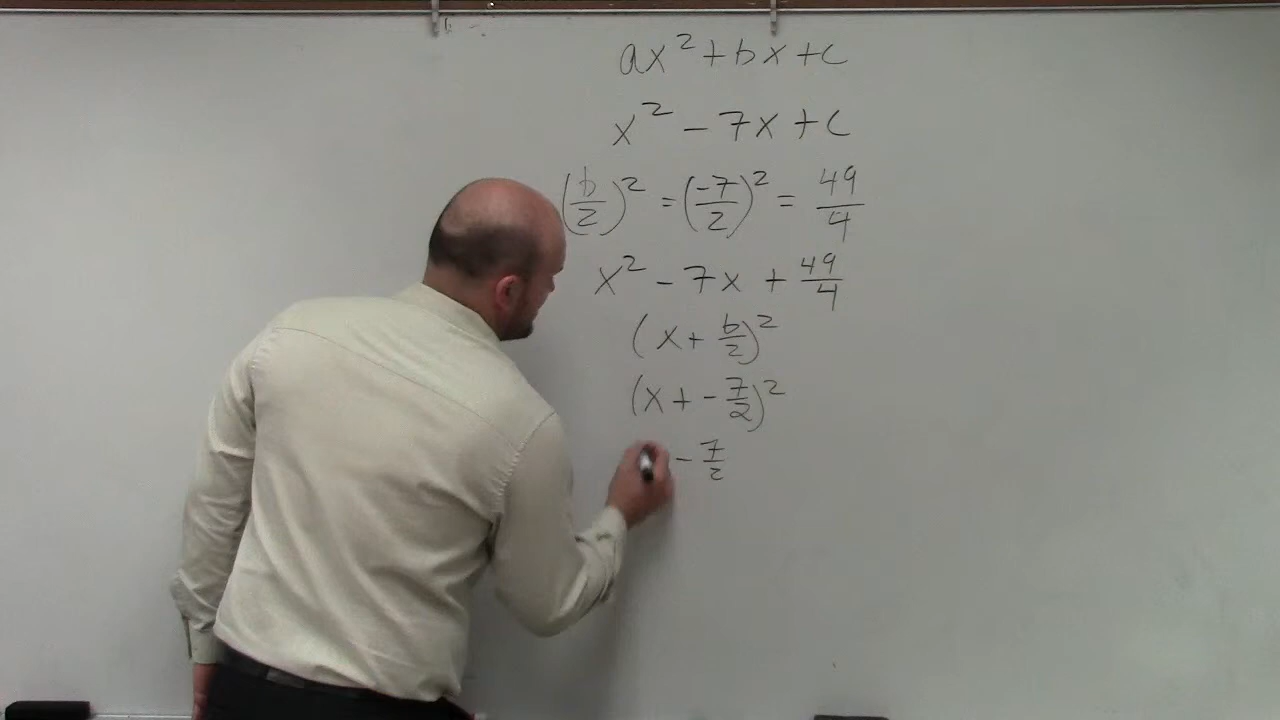 ax² + bx + c
x² - 7x + c
(b/2)² = (-7/2)² = 49/4
x² - 7x + 49/4
(x + b/2)²
(x + - 7/2)²
- 7/2